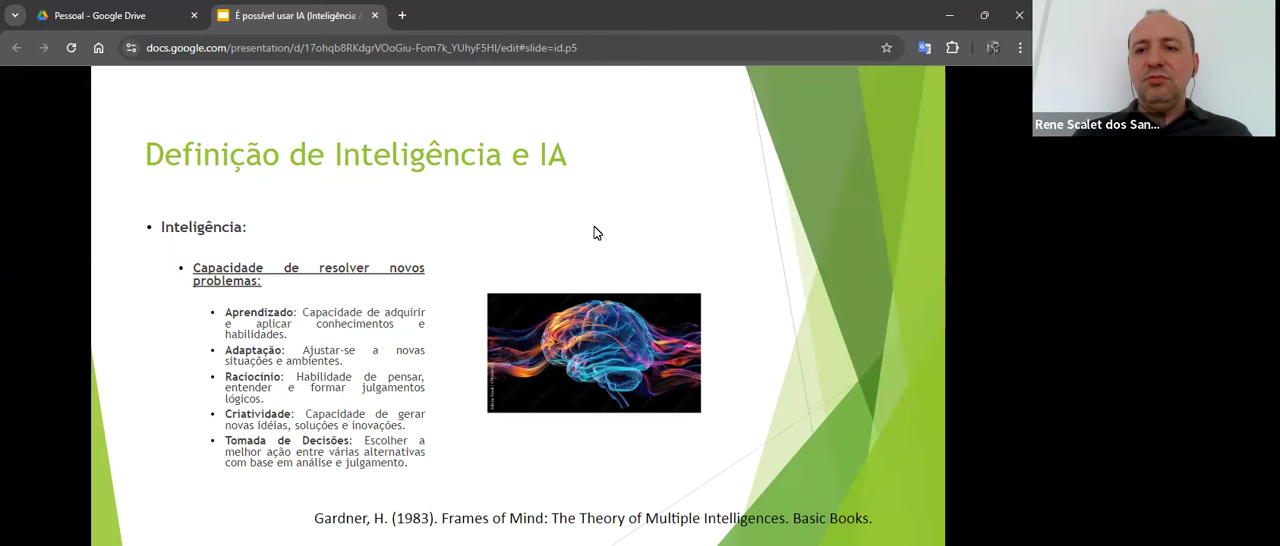 Pessoal - Google Drive
É possível usar IA (Inteligência
docs.google.com/presentation/d/17ohqb8RKdgrVOoGiu-Fom7k_YUhyF5HI/edit#slide=id.p5
Rene Scalet dos San...
Definição de Inteligência e IA
• Inteligência:
• Capacidade de resolver novos
problemas:
• Aprendizado: Capacidade de adquirir
e aplicar conhecimentos e
habilidades.
• Adaptação: Ajustar-se a novas
situações e ambientes.
• Raciocínio: Habilidade de pensar,
entender e formar julgamentos
lógicos.
• Criatividade: Capacidade de gerar
novas idéias, soluções e inovações.
• Tomada de Decisões: Escolher a
melhor ação entre várias alternativas
com base em análise e julgamento.
Gardner, H. (1983). Frames of Mind: The Theory of Multiple Intelligences. Basic Books.